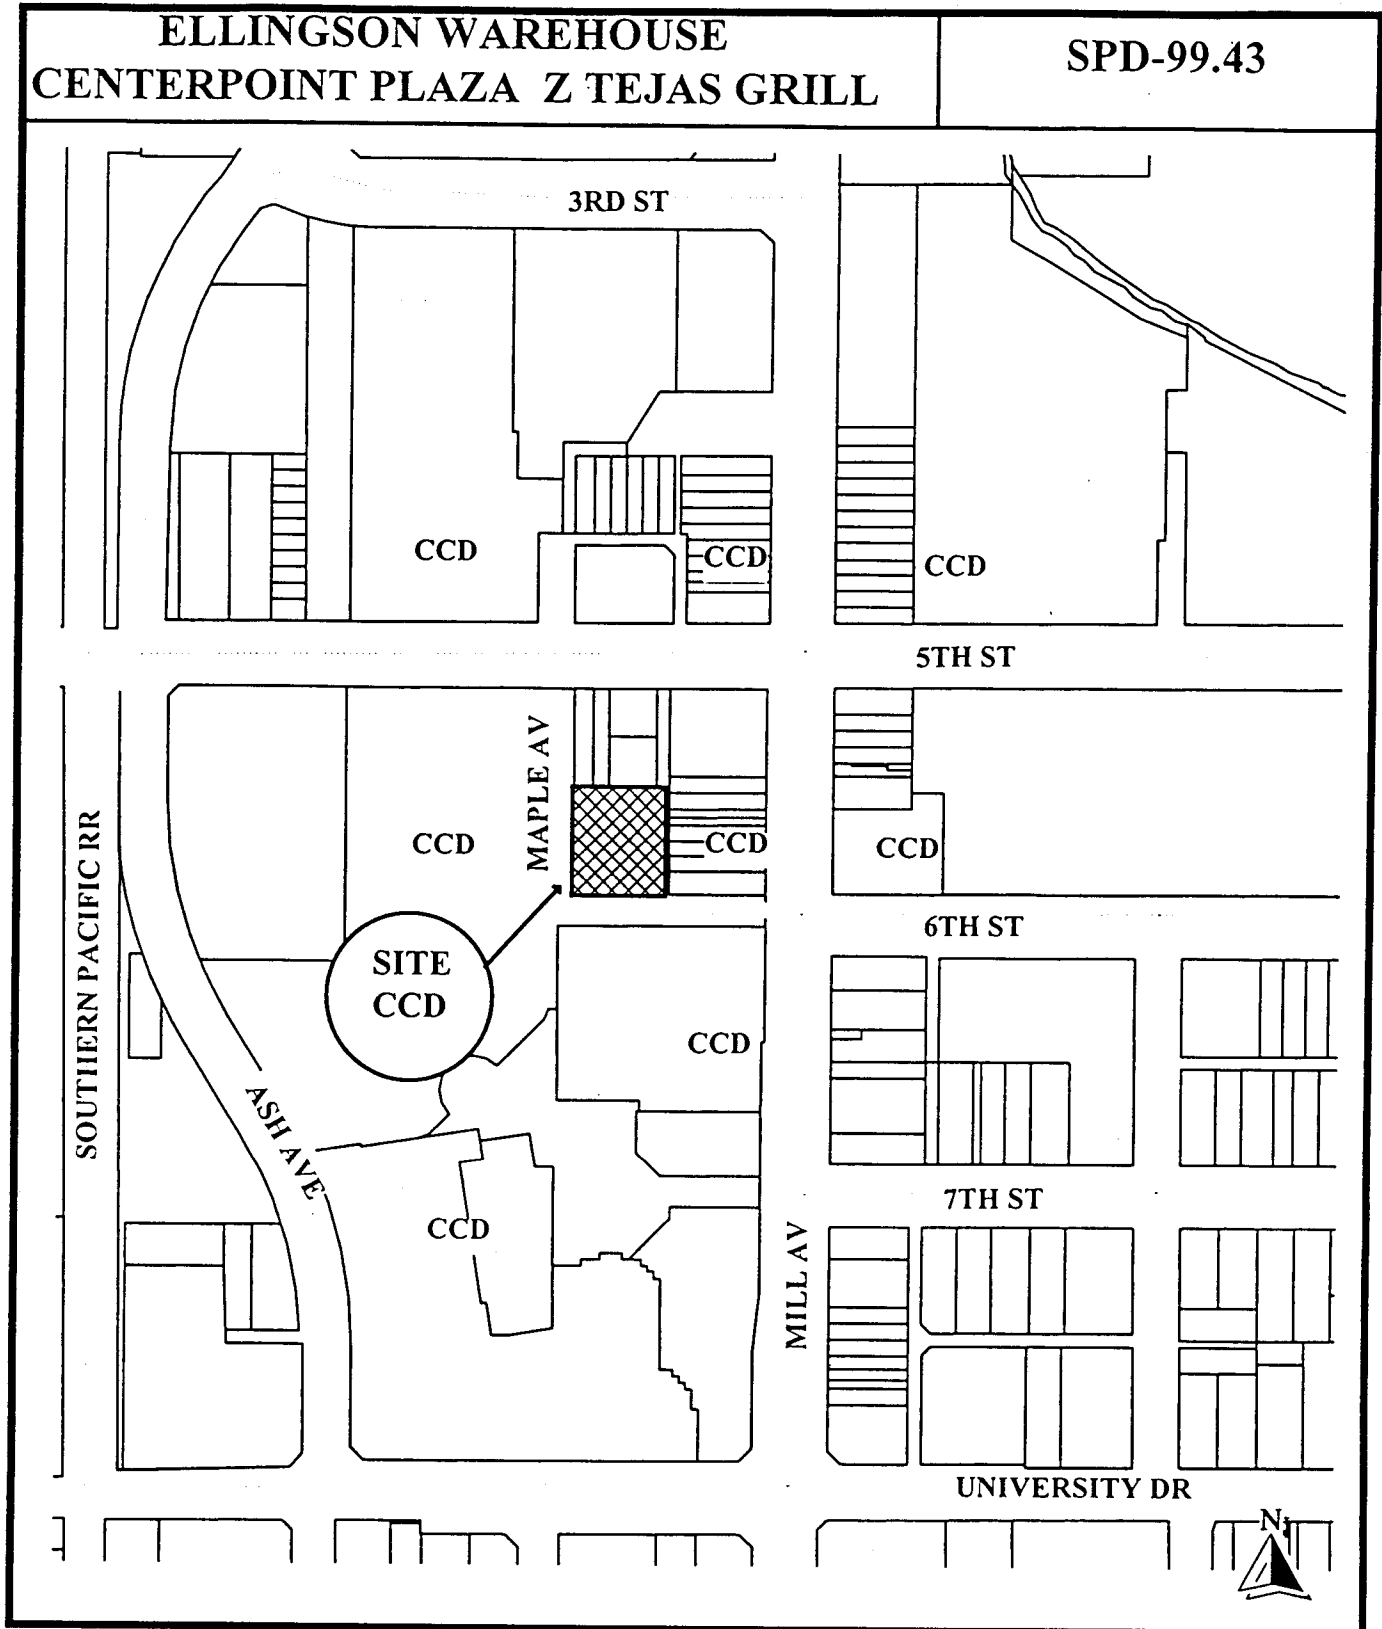 ELLINGSON WAREHOUSE
CENTERPOINT PLAZA Z TEJAS GRILL
SPD-99.43
3RD ST
CCD
CCD
CCD
5TH ST
MAPLE AV
SOUTHERN PACIFIC RR
CCD
CCD
CCD
6TH ST
SITE
CCD
CCD
ASH AVE
7TH ST
CCD
MILL AV
UNIVERSITY DR
N